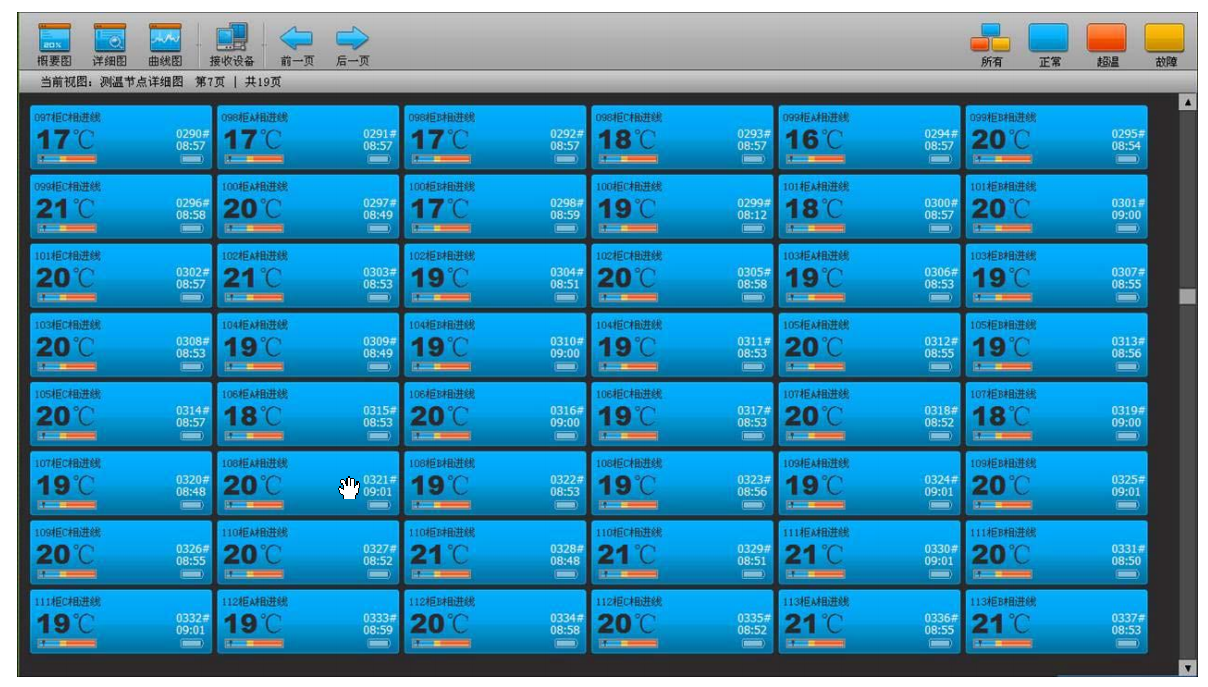 20%
概要图 详细图 曲线图 接收设备 前一页 后一页 所有 正常 超温 故障
当前视图: 测温节点详细图 第7页 | 共19页
097柜C相进线 098柜A相进线 098柜B相进线 098柜C相进线 099柜A相进线 099柜B相进线
17℃ 0290# 17℃ 0291# 17℃ 0292# 18℃ 0293# 16℃ 0294# 20℃ 0295#
08:57 08:57 08:57 08:57 08:57 08:54
099柜C相进线 100柜A相进线 100柜B相进线 100柜C相进线 101柜A相进线 101柜B相进线
21℃ 0296# 20℃ 0297# 17℃ 0298# 19℃ 0299# 18℃ 0300# 20℃ 0301#
08:58 08:49 08:59 08:12 08:57 09:00
101柜C相进线 102柜A相进线 102柜B相进线 102柜C相进线 103柜A相进线 103柜B相进线
20℃ 0302# 21℃ 0303# 19℃ 0304# 20℃ 0305# 19℃ 0306# 19℃ 0307#
08:57 08:53 08:51 08:58 08:53 08:55
103柜C相进线 104柜A相进线 104柜B相进线 104柜C相进线 105柜A相进线 105柜B相进线
20℃ 0308# 19℃ 0309# 19℃ 0310# 19℃ 0311# 20℃ 0312# 19℃ 0313#
08:53 08:49 09:00 08:53 08:55 08:56
105柜C相进线 106柜A相进线 106柜B相进线 106柜C相进线 107柜A相进线 107柜B相进线
20℃ 0314# 18℃ 0315# 20℃ 0316# 19℃ 0317# 20℃ 0318# 18℃ 0319#
08:57 08:53 09:00 08:53 08:52 09:00
107柜C相进线 108柜A相进线 108柜B相进线 108柜C相进线 109柜A相进线 109柜B相进线
19℃ 0320# 20℃ 0321# 19℃ 0322# 19℃ 0323# 19℃ 0324# 20℃ 0325#
08:48 09:01 08:53 08:56 09:01 09:01
109柜C相进线 110柜A相进线 110柜B相进线 110柜C相进线 111柜A相进线 111柜B相进线
20℃ 0326# 20℃ 0327# 21℃ 0328# 21℃ 0329# 21℃ 0330# 20℃ 0331#
08:55 08:52 08:48 08:51 09:01 08:50
111柜C相进线 112柜A相进线 112柜B相进线 112柜C相进线 113柜A相进线 113柜B相进线
19℃ 0332# 19℃ 0333# 20℃ 0334# 20℃ 0335# 21℃ 0336# 21℃ 0337#
09:01 08:59 08:58 08:52 08:55 08:53